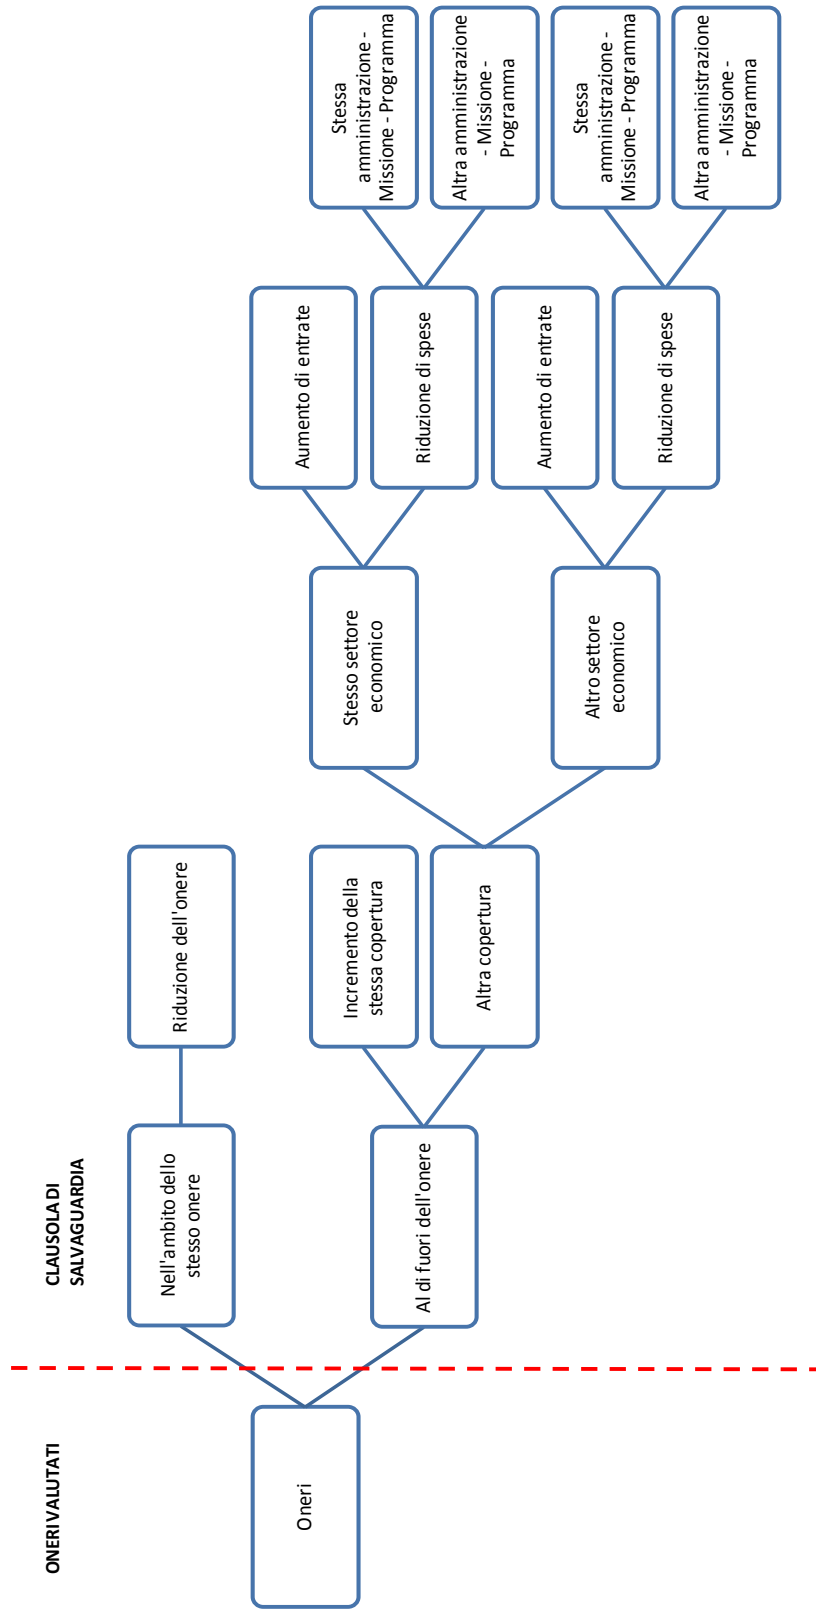 ONERI VALUTATI
CLAUSOLA DI
SALVAGUARDIA
Oneri
Nell'ambito dello
stesso onere
Riduzione dell'onere
Al di fuori dell'onere
Incremento della
stessa copertura
Altra copertura
Stesso settore
economico
Aumento di entrate
Riduzione di spese
Stessa
amministrazione -
Missione - Programma
Altra amministrazione
- Missione -
Programma
Altro settore
economico
Aumento di entrate
Riduzione di spese
Stessa
amministrazione -
Missione - Programma
Altra amministrazione
- Missione -
Programma